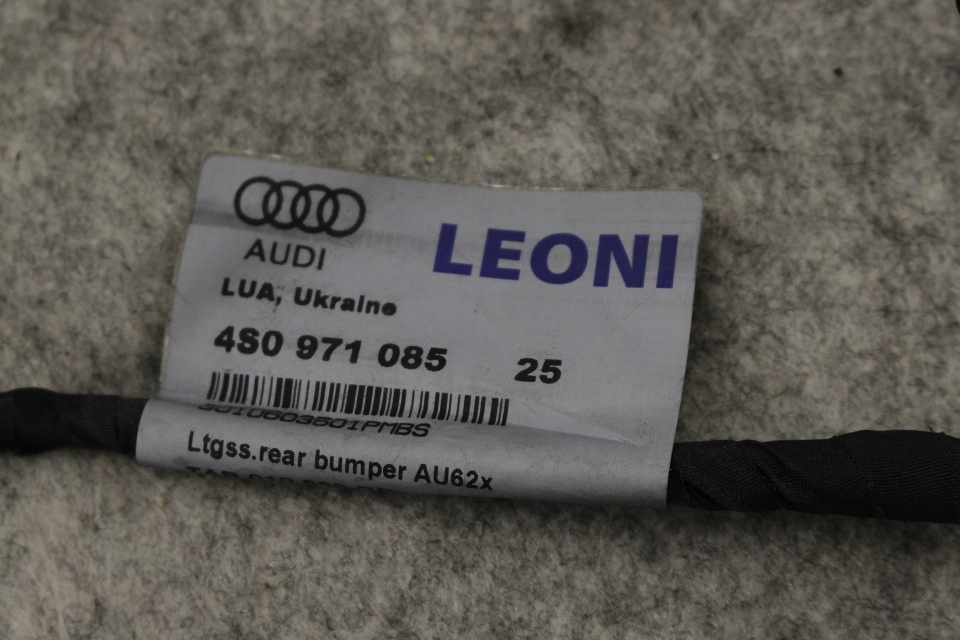 AUDI
LEONI
LUA, Ukraine
4S0 971 085 25
Ltgss.rear bumper AU62x